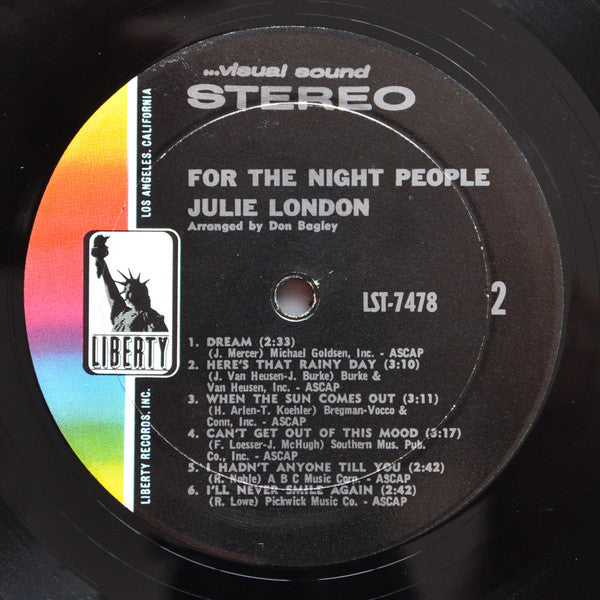 ...visual sound
STEREO
FOR THE NIGHT PEOPLE
JULIE LONDON
Arranged by Don Bagley
LST-7478
2
1. DREAM (2:33)
(J. Mercer) Michael Goldsen, Inc. - ASCAP
2. HERE'S THAT RAINY DAY (3:10)
(J. Van Heusen-J. Burke) Burke &
Van Heusen, Inc. - ASCAP
3. WHEN THE SUN COMES OUT (3:11)
(H. Arlen-T. Koehler) Bregman-Vocco &
Conn, Inc. - ASCAP
4. CAN'T GET OUT OF THIS MOOD (3:17)
(F. Loesser-J. McHugh) Southern Mus. Pub.
Co., Inc. - ASCAP
5. I HADN'T ANYONE TILL YOU (2:42)
(R. Noble) A B C Music Corp. - ASCAP
6. I'LL NEVER SMILE AGAIN (2:42)
(R. Lowe) Pickwick Music Co. - ASCAP
LIBERTY
LIBERTY RECORDS, INC.
LOS ANGELES, CALIFORNIA